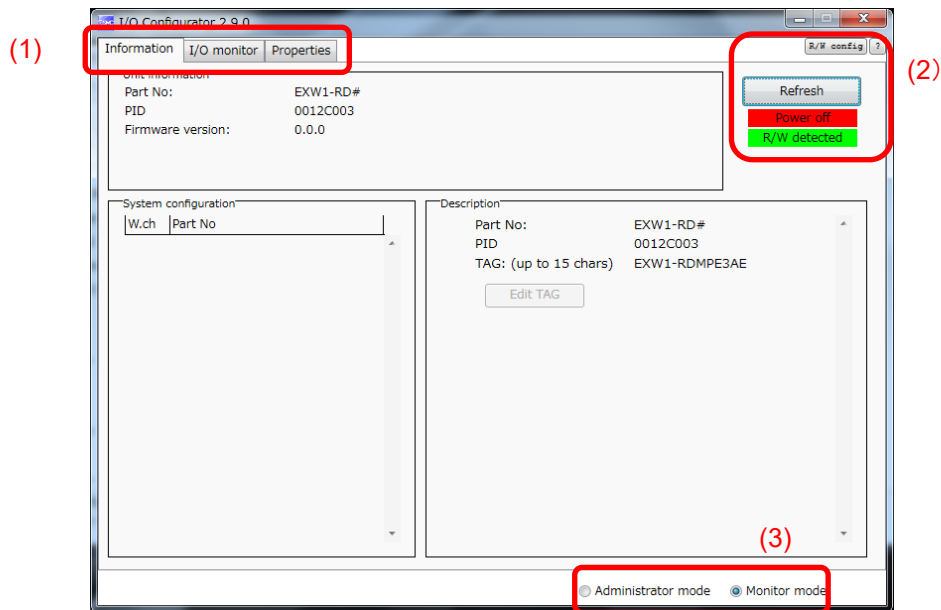 I/O Configurator 2.9.0
(1)
Information I/O monitor Properties
R/W config ?
(2)
Unit information
Part No: EXW1-RD#
PID 0012C003
Firmware version: 0.0.0
Refresh
Power off
R/W detected
System configuration
W.ch Part No
Description
Part No: EXW1-RD#
PID 0012C003
TAG: (up to 15 chars) EXW1-RDMPE3AE
Edit TAG
(3)
Administrator mode Monitor mode